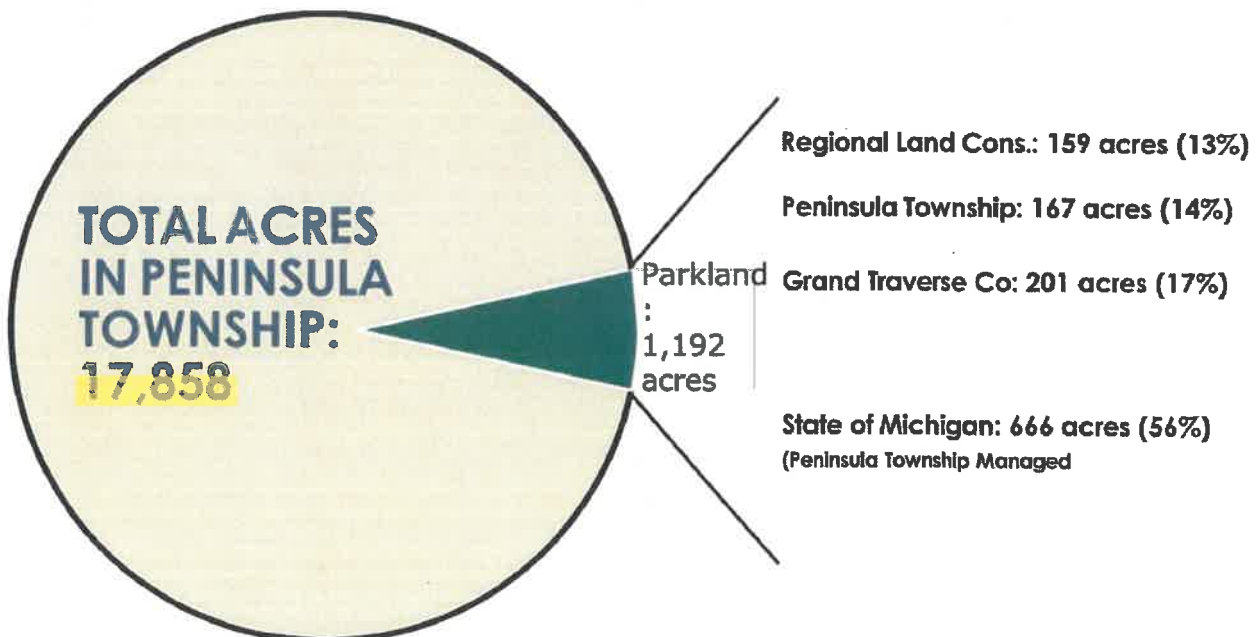 TOTAL ACRES
IN PENINSULA
TOWNSHIP:
17,858
Parkland
:
1,192
acres
Regional Land Cons.: 159 acres (13%)
Peninsula Township: 167 acres (14%)
Grand Traverse Co: 201 acres (17%)
State of Michigan: 666 acres (56%)
(Peninsula Township Managed